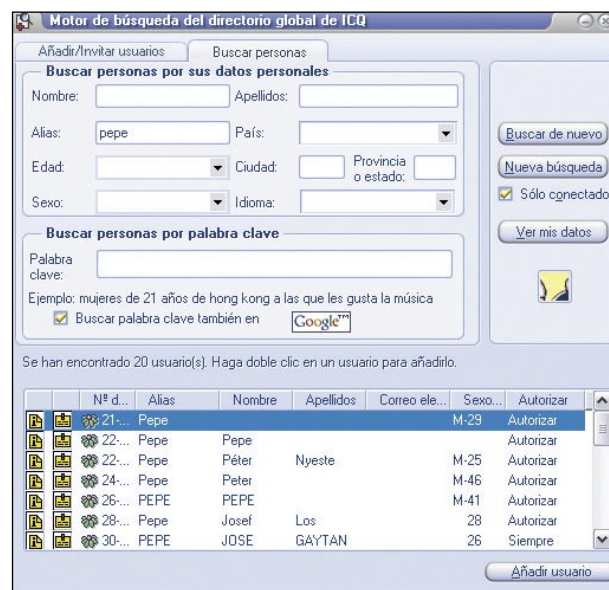 Motor de búsqueda del directorio global de ICQ
Añadir/Invitar usuarios Buscar personas
Buscar personas por sus datos personales
Nombre: Apellidos:
Alias: pepe País:
Edad: Ciudad: Provincia o estado:
Sexo: Idioma:
Buscar de nuevo
Nueva búsqueda
Sólo conectado
Ver mis datos
Buscar personas por palabra clave
Palabra clave:
Ejemplo: mujeres de 21 años de hong kong a las que les gusta la música
Buscar palabra clave también en Google™
Se han encontrado 20 usuario(s). Haga doble clic en un usuario para añadirlo.
Nº d... Alias Nombre Apellidos Correo ele... Sexo... Autorizar
21-... Pepe M-29 Autorizar
22-... Pepe Pepe Autorizar
22-... Pepe Péter Nyeste M-25 Autorizar
24-... Pepe Peter M-46 Autorizar
26-... PEPE PEPE M-41 Autorizar
28-... Pepe Josef Los 28 Autorizar
30-... PEPE JOSE GAYTAN 26 Siempre
Añadir usuario